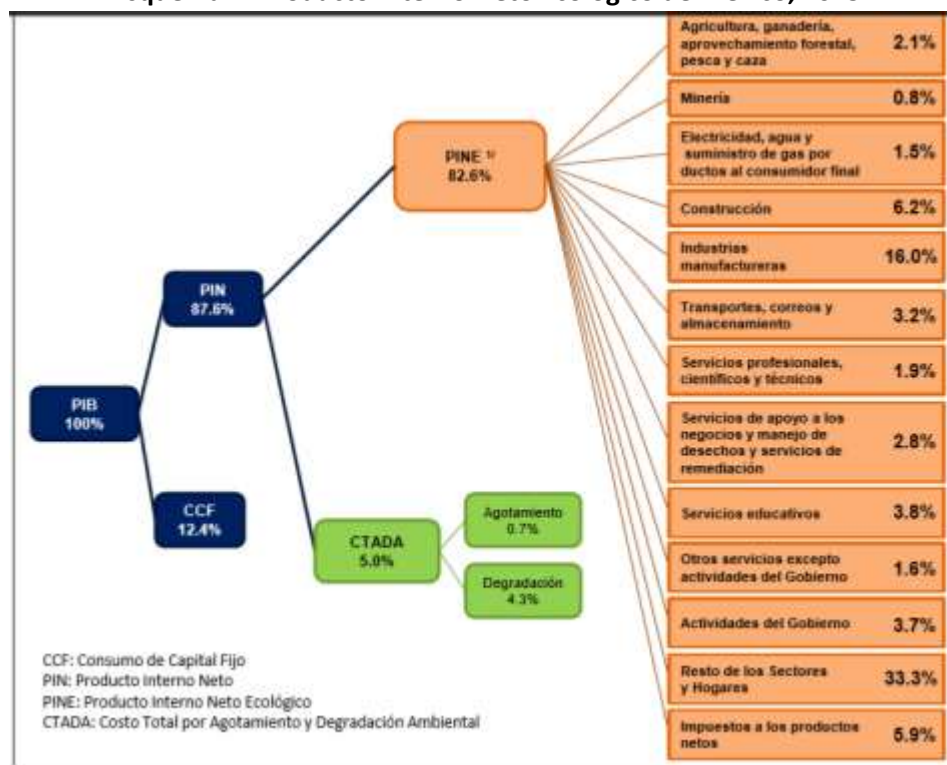 Agricultura, ganadería,
aprovechamiento forestal,
pesca y caza
2.1%
Minería
0.8%
Electricidad, agua y
suministro de gas por
ductos al consumidor final
1.5%
Construcción
6.2%
Industrias
manufactureras
16.0%
Transportes, correos y
almacenamiento
3.2%
Servicios profesionales,
científicos y técnicos
1.9%
Servicios de apoyo a los
negocios y manejo de
desechos y servicios de
remediación
2.8%
Servicios educativos
3.8%
Otros servicios excepto
actividades del Gobierno
1.6%
Actividades del Gobierno
3.7%
Resto de los Sectores
y Hogares
33.3%
Impuestos a los productos
netos
5.9%
PINE 1/
82.6%
PIN
87.6%
PIB
100%
CCF
12.4%
CTADA
5.0%
Agotamiento
0.7%
Degradación
4.3%
CCF: Consumo de Capital Fijo
PIN: Producto Interno Neto
PINE: Producto Interno Neto Ecológico
CTADA: Costo Total por Agotamiento y Degradación Ambiental